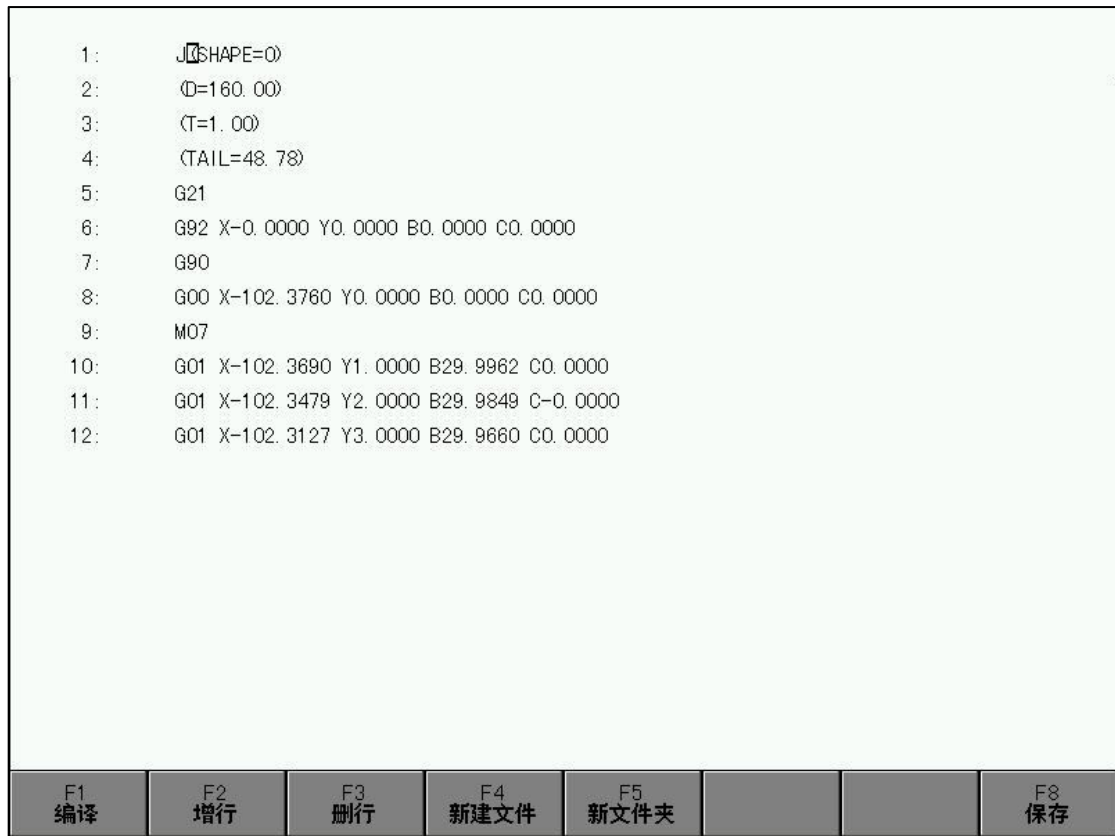 1: J(SHAPE=0)
2: (D=160.00)
3: (T=1.00)
4: (TAIL=48.78)
5: G21
6: G92 X-0.0000 Y0.0000 B0.0000 C0.0000
7: G90
8: G00 X-102.3760 Y0.0000 B0.0000 C0.0000
9: M07
10: G01 X-102.3690 Y1.0000 B29.9962 C0.0000
11: G01 X-102.3479 Y2.0000 B29.9849 C-0.0000
12: G01 X-102.3127 Y3.0000 B29.9660 C0.0000
F1 F2 F3 F4 F5 F8
编译 增行 删行 新建文件 新文件夹 保存